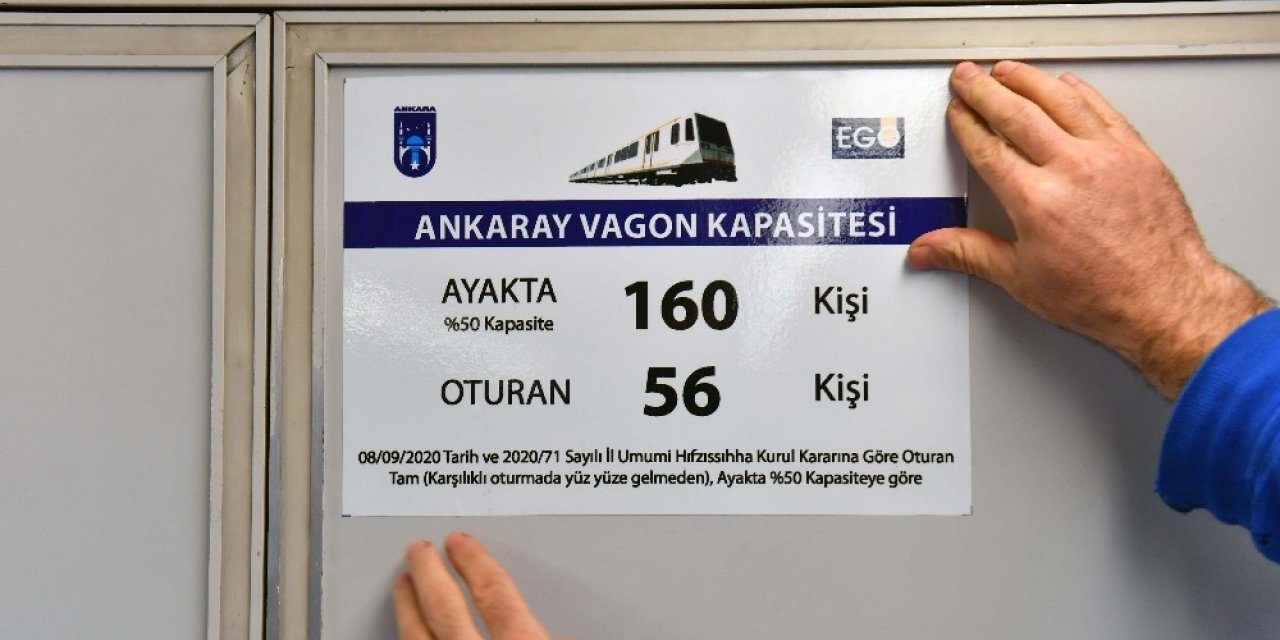 ANKARA
EGO
ANKARAY VAGON KAPASİTESİ
AYAKTA 160 Kişi
%50 Kapasite
OTURAN 56 Kişi
08/09/2020 Tarih ve 2020/71 Sayılı İl Umumi Hıfzıssıhha Kurul Kararına Göre Oturan
Tam (Karşılıklı oturmada yüz yüze gelmeden), Ayakta %50 Kapasiteye göre